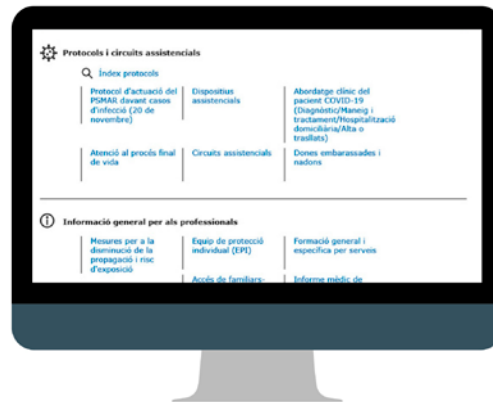 Protocols i circuits assistencials
Índex protocols
Protocol d'actuació del
PSMAR davant casos
d'infecció (20 de
novembre)
Dispositius
assistencials
Abordatge clínic del
pacient COVID-19
(Diagnòstic/Maneig i
tractament/Hospitalització
domiciliària/Alta o
trasllats)
Atenció al procés final
de vida
Circuits assistencials
Dones embarassades i
nadons
Informació general per als professionals
Mesures per a la
disminució de la
propagació i risc
d'exposició
Equip de protecció
individual (EPI)
Formació general i
específica per serveis
Accés de familiars-
Informe mèdic de